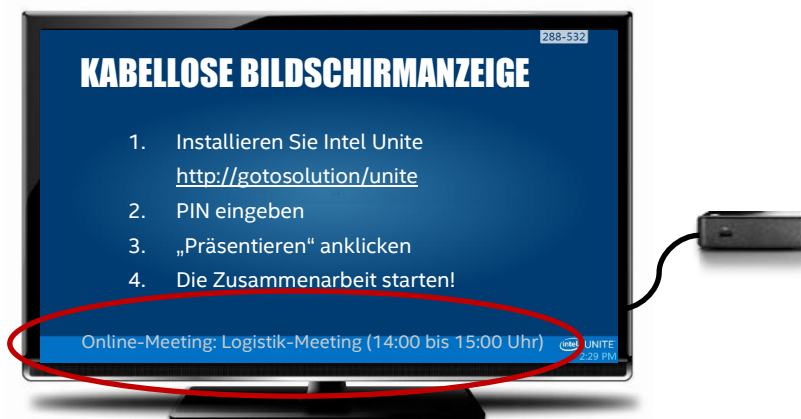 288-532
KABELLOSE BILDSCHIRMANZEIGE
1. Installieren Sie Intel Unite
http://gotosolution/unite
2. PIN eingeben
3. „Präsentieren“ anklicken
4. Die Zusammenarbeit starten!
Online-Meeting: Logistik-Meeting (14:00 bis 15:00 Uhr)
intel UNITE
2:29 PM